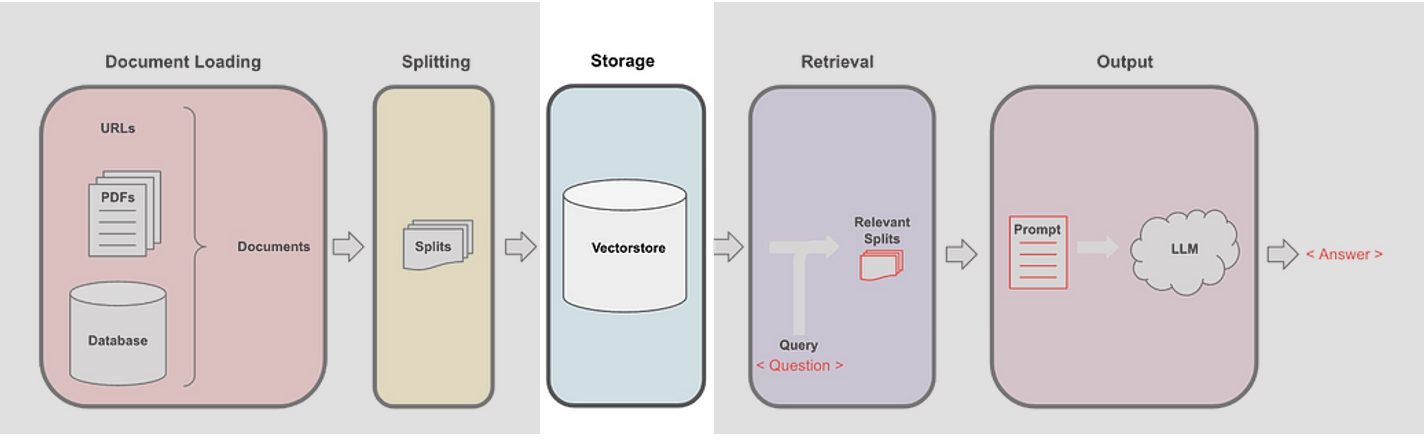 Document Loading
URLs
PDFs
Database
Documents
Splitting
Splits
Storage
Vectorstore
Retrieval
Relevant
Splits
Query
< Question >
Output
Prompt
LLM
< Answer >